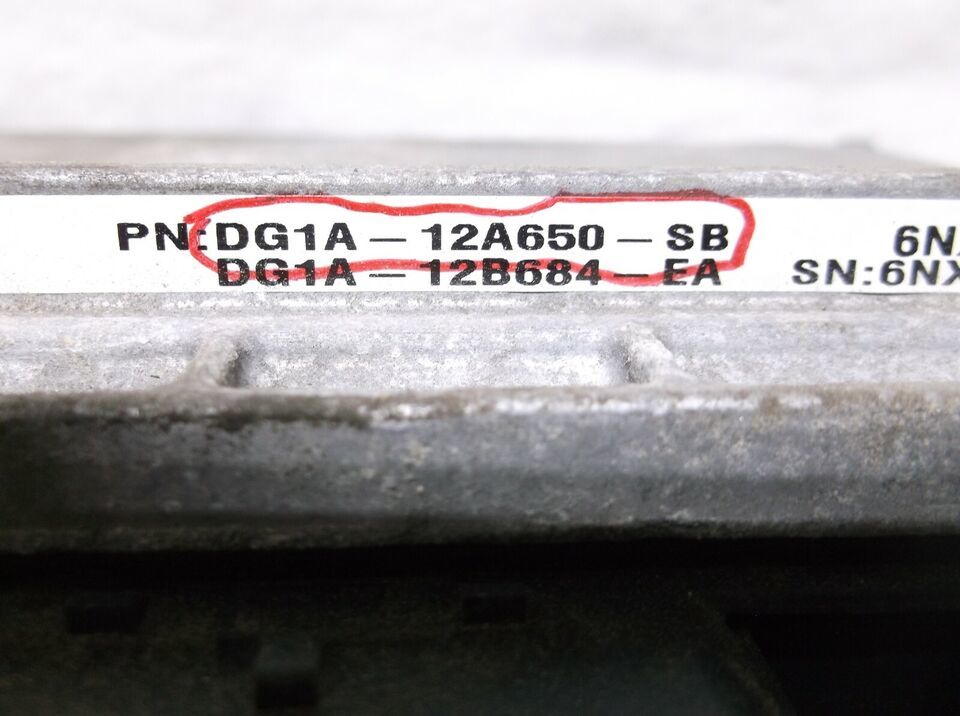 PN:DG1A-12A650-SB 6N
DG1A-12B684-EA SN:6NX